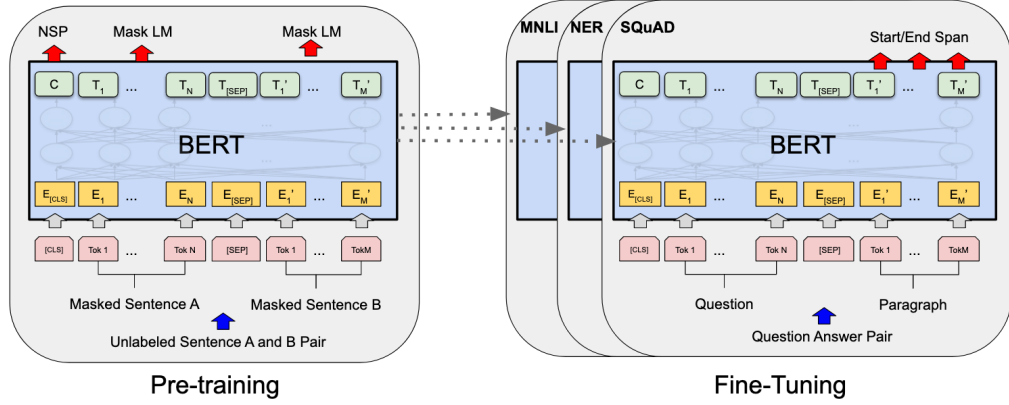 NSP Mask LM Mask LM
C T1 ... TN T[SEP] T1' ... TM'
...
BERT
...
E[CLS] E1 ... EN E[SEP] E1' ... EM'
[CLS] Tok 1 ... Tok N [SEP] Tok 1 ... TokM
Masked Sentence A Masked Sentence B
Unlabeled Sentence A and B Pair
Pre-training
MNLI NER SQuAD
Start/End Span
C T1 ... TN T[SEP] T1' ... TM'
...
BERT
...
E[CLS] E1 ... EN E[SEP] E1' ... EM'
[CLS] Tok 1 ... Tok N [SEP] Tok 1 ... TokM
Question Paragraph
Question Answer Pair
Fine-Tuning